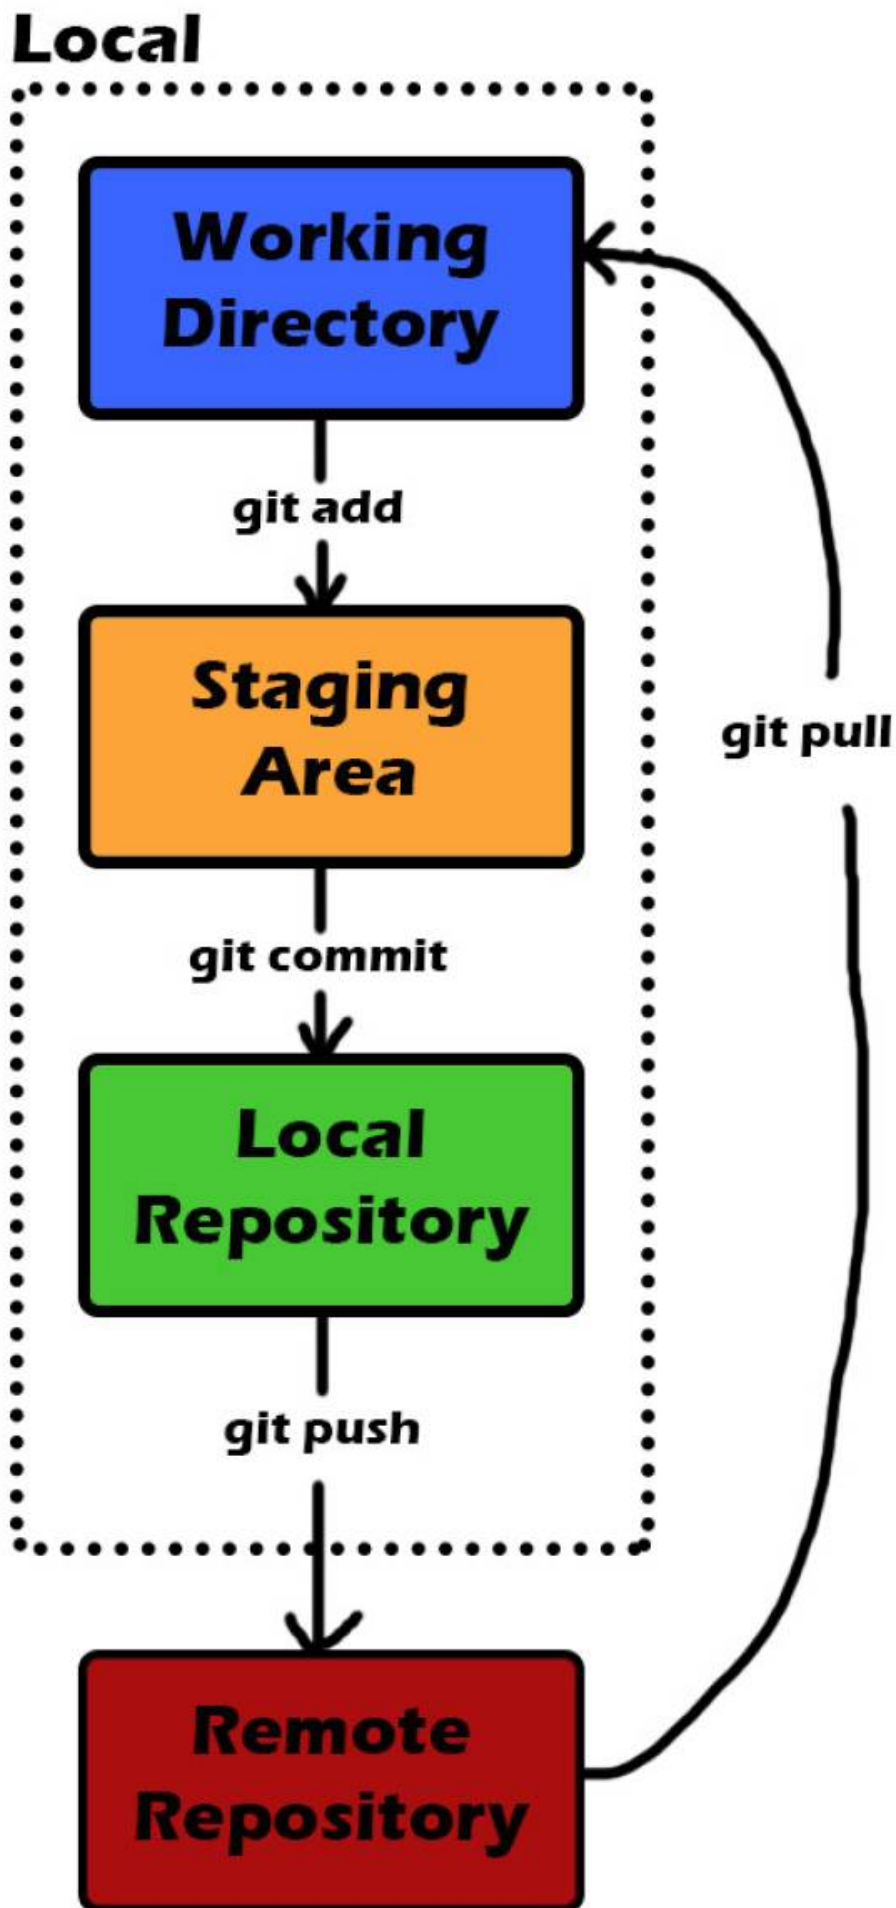 Local
Working
Directory
git add
Staging
Area
git pull
git commit
Local
Repository
git push
Remote
Repository